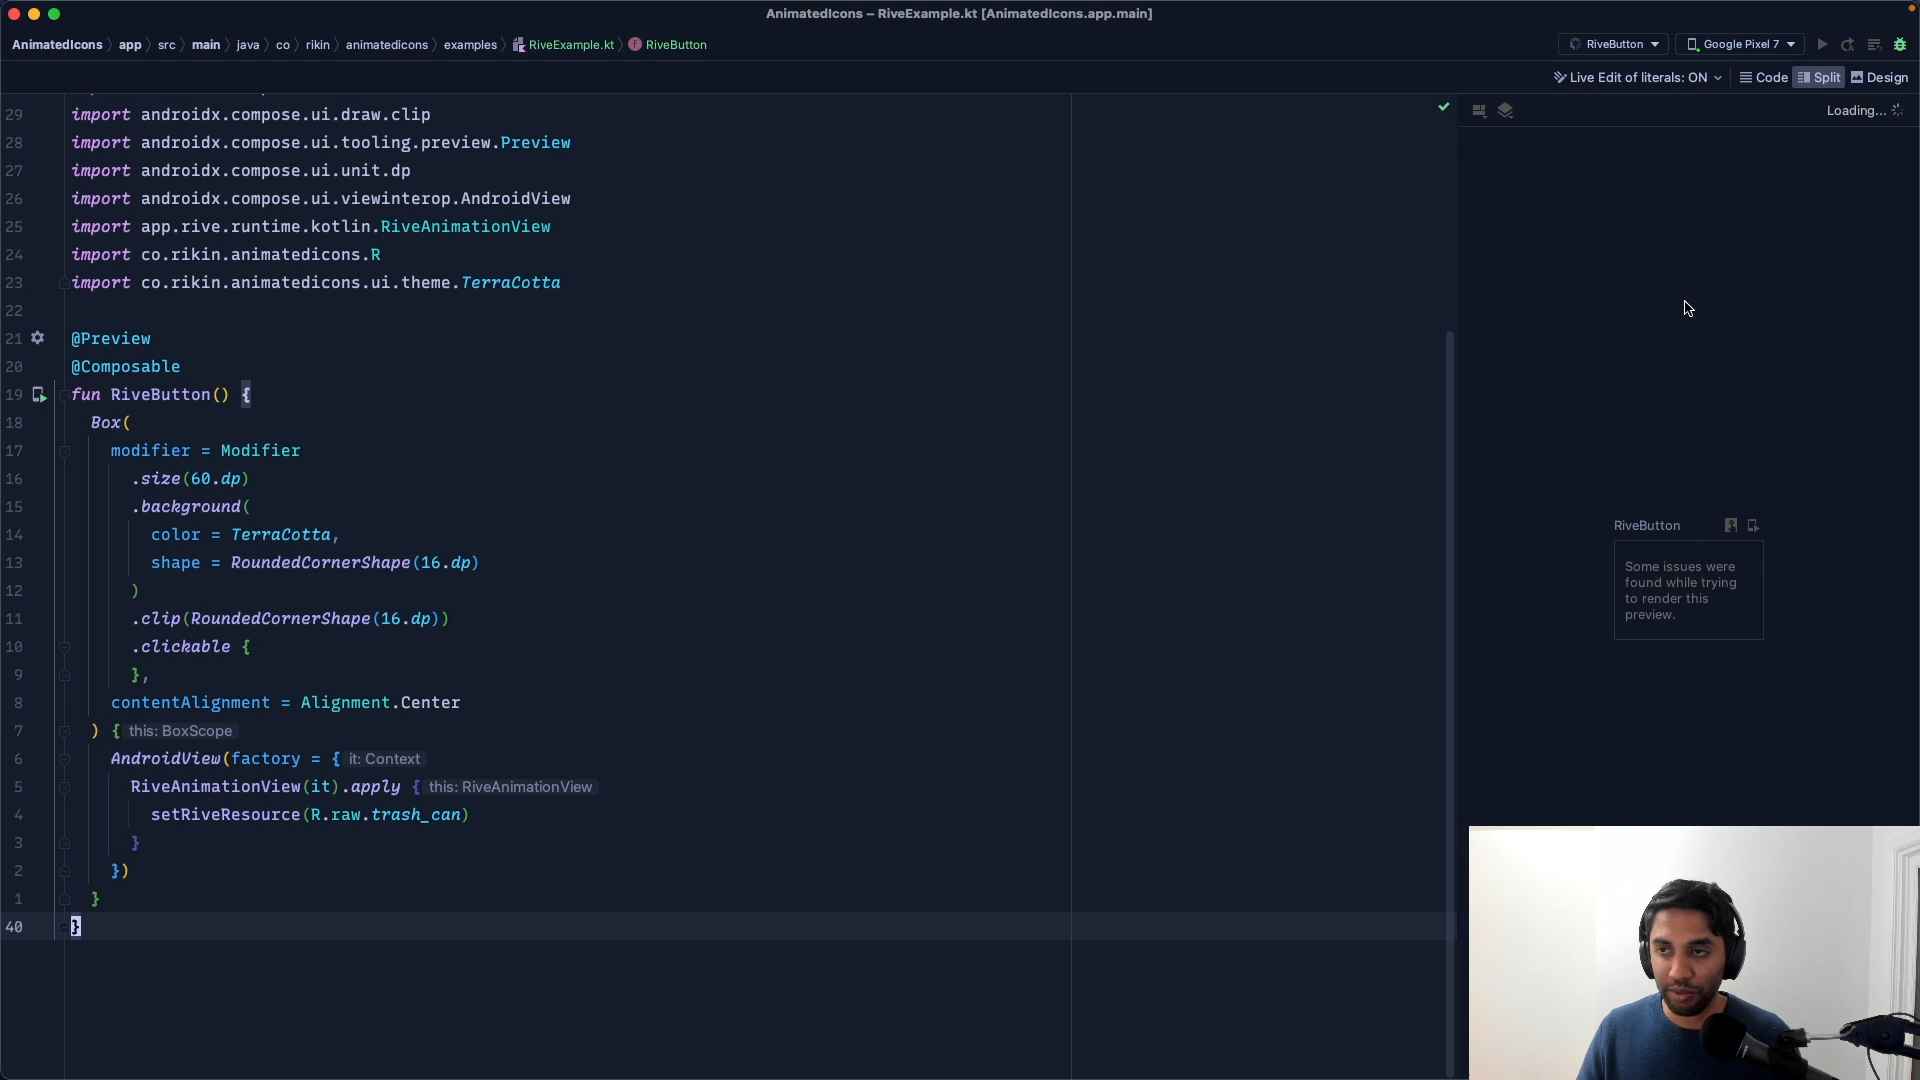 AnimatedIcons – RiveExample.kt [AnimatedIcons.app.main]
AnimatedIcons 〉 app 〉 src 〉 main 〉 java 〉 co 〉 rikin 〉 animatedicons 〉 examples 〉 RiveExample.kt 〉 RiveButton
RiveButton
Google Pixel 7
Live Edit of literals: ON
Code
Split
Design
Loading...
29 import androidx.compose.ui.draw.clip
28 import androidx.compose.ui.tooling.preview.Preview
27 import androidx.compose.ui.unit.dp
26 import androidx.compose.ui.viewinterop.AndroidView
25 import app.rive.runtime.kotlin.RiveAnimationView
24 import co.rikin.animatedicons.R
23 import co.rikin.animatedicons.ui.theme.TerraCotta
22
21 @Preview
20 @Composable
19 fun RiveButton() {
18 Box(
17 modifier = Modifier
16 .size(60.dp)
15 .background(
14 color = TerraCotta,
13 shape = RoundedCornerShape(16.dp)
12 )
11 .clip(RoundedCornerShape(16.dp))
10 .clickable {
9 },
8 contentAlignment = Alignment.Center
7 ) { this: BoxScope
6 AndroidView(factory = { it: Context
5 RiveAnimationView(it).apply { this: RiveAnimationView
4 setRiveResource(R.raw.trash_can)
3 }
2 })
1 }
40 }
RiveButton
Some issues were
found while trying
to render this
preview.